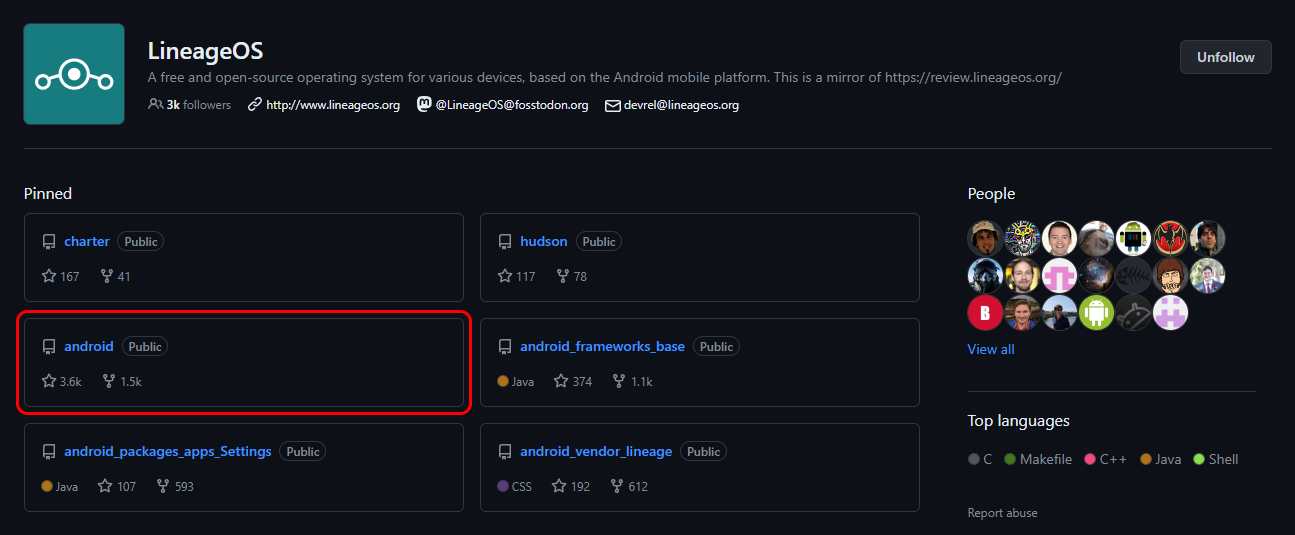 LineageOS
Unfollow
A free and open-source operating system for various devices, based on the Android mobile platform. This is a mirror of https://review.lineageos.org/
3k followers http://www.lineageos.org @LineageOS@fosstodon.org devrel@lineageos.org
Pinned
charter Public
167 41
hudson Public
117 78
android Public
3.6k 1.5k
android_frameworks_base Public
Java 374 1.1k
android_packages_apps_Settings Public
Java 107 593
android_vendor_lineage Public
CSS 192 612
People
B
View all
Top languages
C Makefile C++ Java Shell
Report abuse